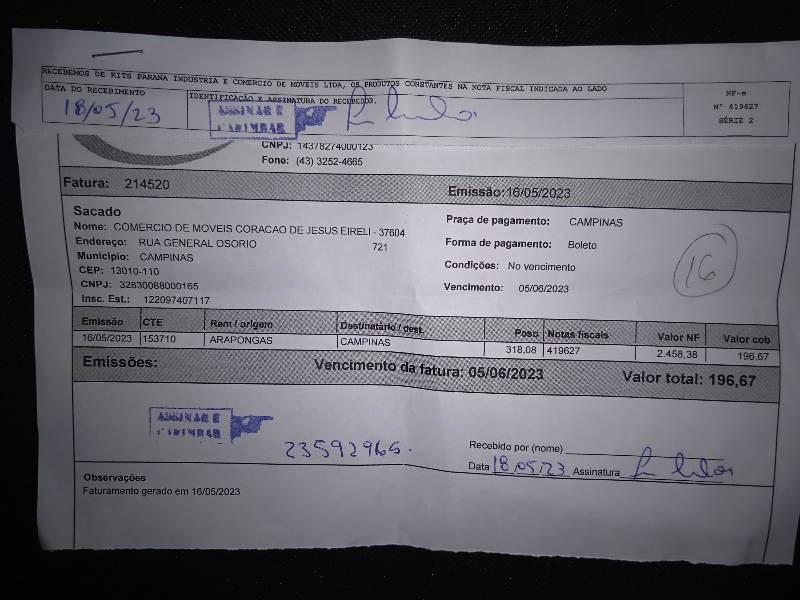 RECEBEMOS DE KITS PARANA INDUSTRIA E COMERCIO DE MOVEIS LTDA, OS PRODUTOS CONSTANTES NA NOTA FISCAL INDICADA AO LADO
DATA DO RECEBIMENTO
18/05/23
IDENTIFICAÇÃO E ASSINATURA DO RECEBEDOR.
ASSINAR E
CARIMBAR
NF-e
Nº 419627
SÉRIE 2
CNPJ: 14378274000123
Fone: (43) 3252-4665
Fatura: 214520
Emissão: 16/05/2023
Sacado
Nome: COMERCIO DE MOVEIS CORACAO DE JESUS EIRELI - 37604
Endereço: RUA GENERAL OSORIO 721
Município: CAMPINAS
CEP: 13010-110
CNPJ: 32830088000165
Insc. Est.: 122097407117
Praça de pagamento: CAMPINAS
Forma de pagamento: Boleto
Condições: No vencimento
Vencimento: 05/06/2023
16
Emissão CTE Rem / origem Destinatário / dest. Peso Notas fiscais Valor NF Valor cob
16/05/2023 153710 ARAPONGAS CAMPINAS 318,08 419627 2.458,38 196,67
Emissões: Vencimento da fatura: 05/06/2023 Valor total: 196,67
ASSINAR E
CARIMBAR
23592965.
Recebido por (nome)
Data 18/05/23 Assinatura
Observações
Faturamento gerado em 16/05/2023